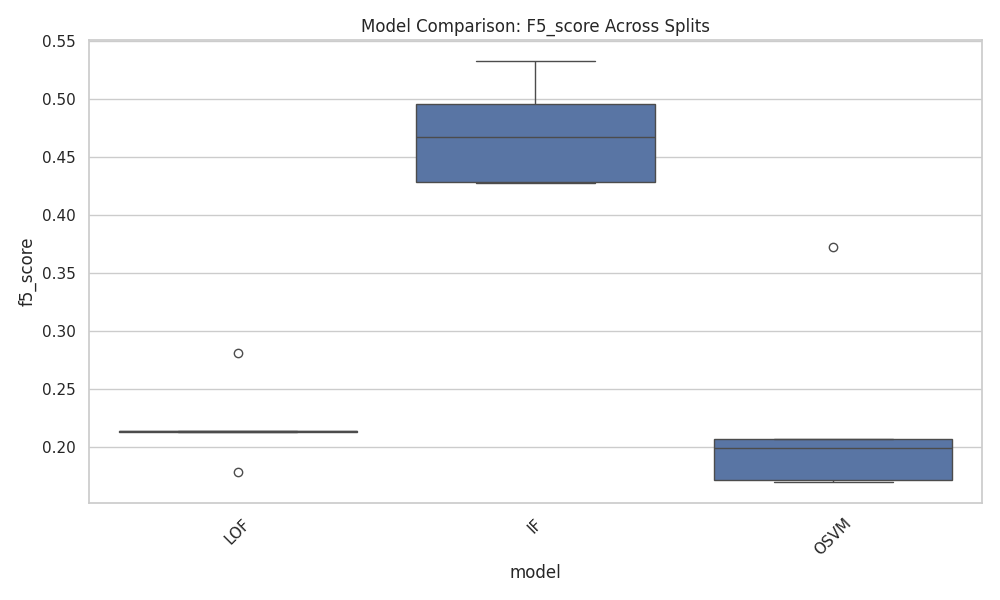 Model Comparison: F5_score Across Splits
0.55
0.50
0.45
0.40
0.35
0.30
0.25
0.20
f5_score
LOF
IF
OSVM
model